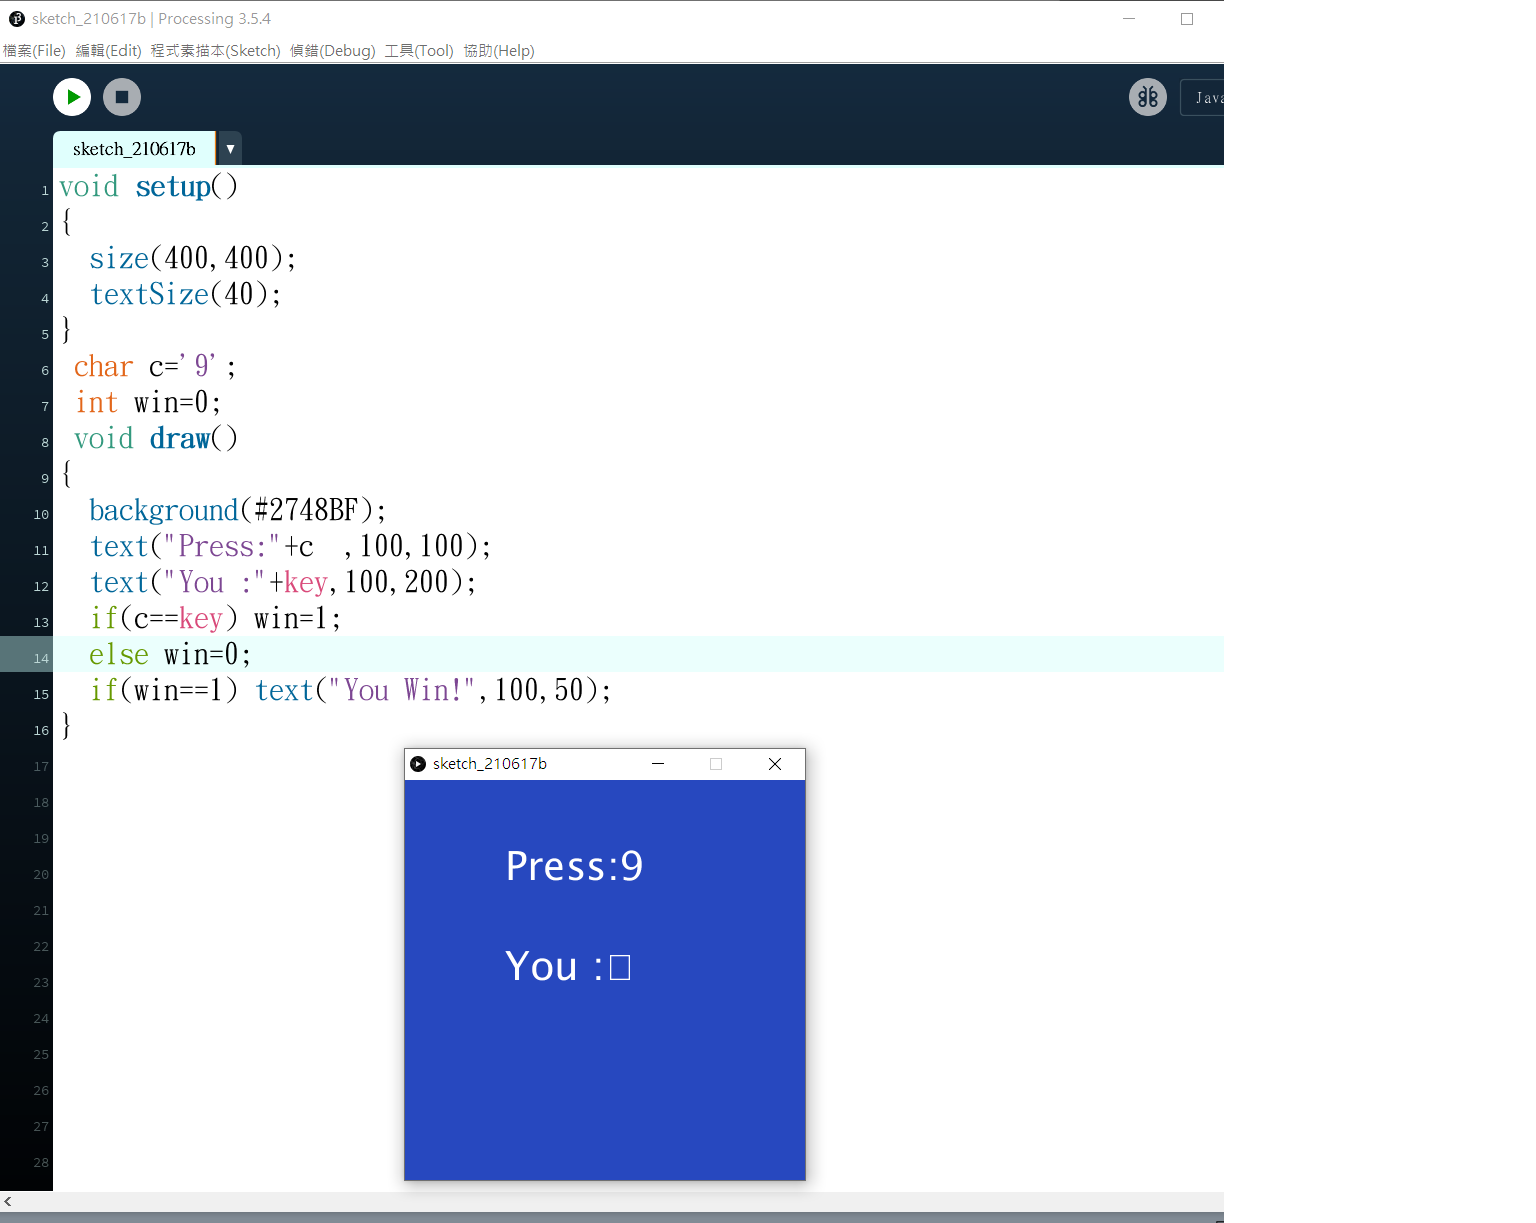 sketch_210617b | Processing 3.5.4
檔案(File) 編輯(Edit) 程式素描本(Sketch) 偵錯(Debug) 工具(Tool) 協助(Help)
Java
sketch_210617b ▼
1 void setup()
2 {
3 size(400,400);
4 textSize(40);
5 }
6 char c='9';
7 int win=0;
8 void draw()
9 {
10 background(#2748BF);
11 text("Press:"+c  ,100,100);
12 text("You :"+key,100,200);
13 if(c==key) win=1;
14 else win=0;
15 if(win==1) text("You Win!",100,50);
16 }
17
18
19
20
21
22
23
24
25
26
27
28
sketch_210617b
Press:9
You :□